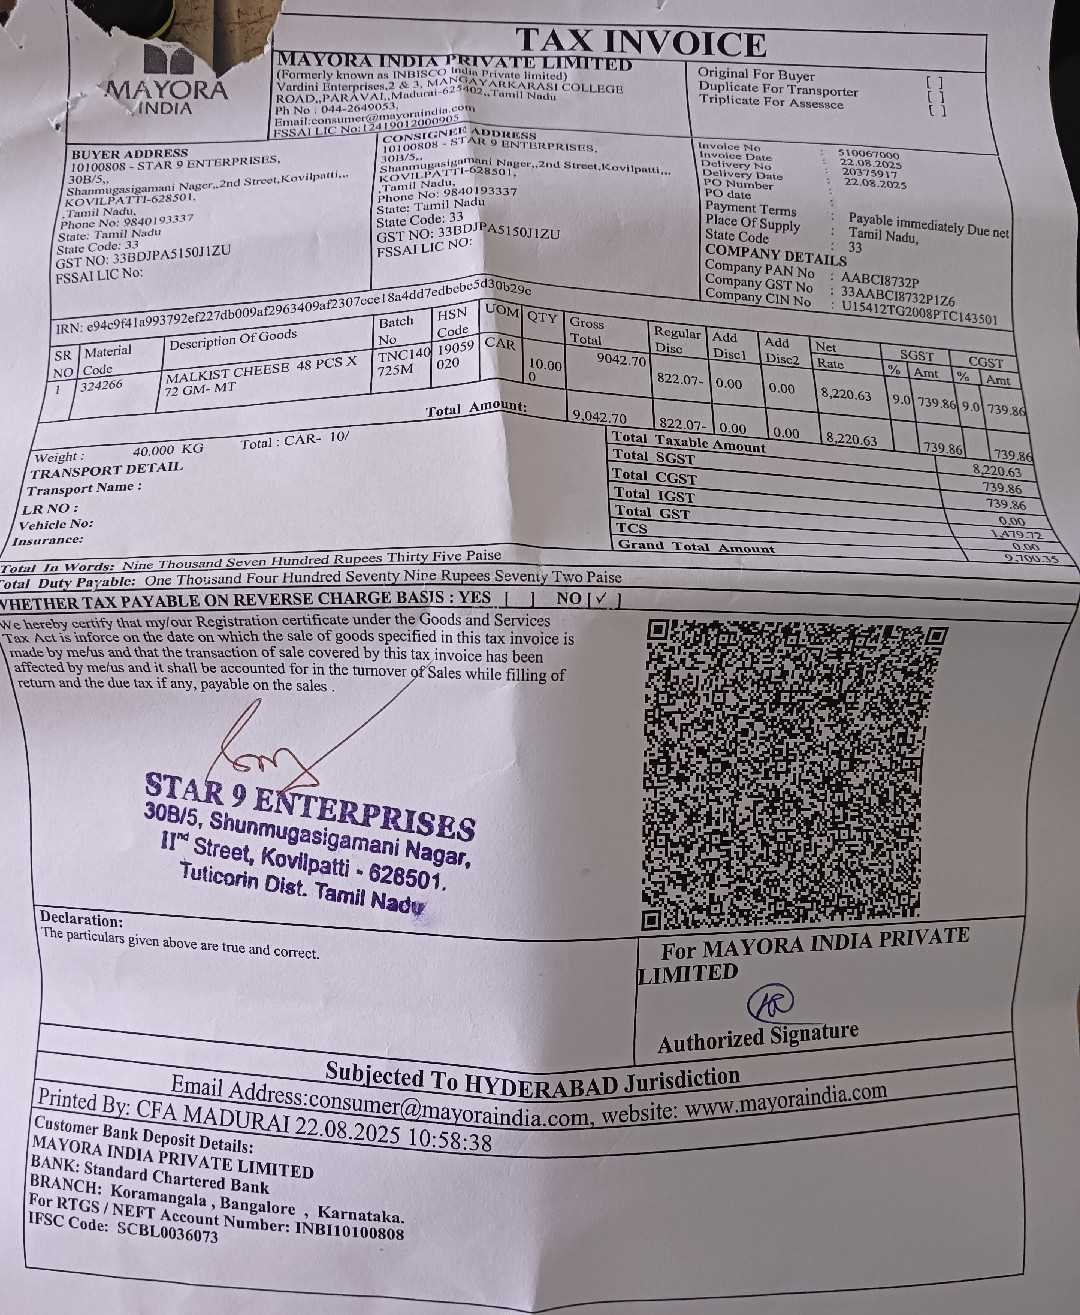 TAX INVOICE
MAYORA
INDIA
MAYORA INDIA PRIVATE LIMITED
(Formerly known as INBISCO India Private limited)
Vardini Enterprises,2 & 3, MANGAYARKARASI COLLEGE
ROAD,,PARAVAI,,Madurai-625402,,Tamil Nadu
Ph No : 044-2649053,
Email:consumer@mayoraindia.com
FSSAI LIC No:12419012000905
Original For Buyer [ ]
Duplicate For Transporter [ ]
Triplicate For Assessee [ ]
BUYER ADDRESS
10100808 - STAR 9 ENTERPRISES,
30B/5,,
Shanmugasigamani Nager,,2nd Street,Kovilpatti,,,
KOVILPATTI-628501,
,Tamil Nadu,
Phone No: 9840193337
State: Tamil Nadu
State Code: 33
GST NO: 33BDJPA5150J1ZU
FSSAI LIC No:
CONSIGNEE ADDRESS
10100808 - STAR 9 ENTERPRISES,
30B/5,,
Shanmugasigamani Nager,,2nd Street,Kovilpatti,,,
KOVILPATTI-628501,
,Tamil Nadu,
Phone No: 9840193337
State: Tamil Nadu
State Code: 33
GST NO: 33BDJPA5150J1ZU
FSSAI LIC NO:
Invoice No : 510067000
Invoice Date : 22.08.2025
Delivery No : 20375917
Delivery Date : 22.08.2025
PO Number :
PO date :
Payment Terms : Payable immediately Due net
Place Of Supply : Tamil Nadu,
State Code : 33
COMPANY DETAILS
Company PAN No : AABCI8732P
Company GST No : 33AABCI8732P1Z6
Company CIN No : U15412TG2008PTC143501
IRN: e94c9f41a993792ef227db009af2963409af2307cce18a4dd7edbebe5d30b29c
SR NO Material Code Description Of Goods Batch No HSN Code UOM QTY Gross Total Regular Disc Add Disc1 Add Disc2 Net Rate SGST % Amt CGST % Amt
1 324266 MALKIST CHEESE 48 PCS X 72 GM- MT TNC140725M 19059020 CAR 10.000 9042.70 822.07- 0.00 0.00 8,220.63 9.0 739.86 9.0 739.86
Total Amount: 9,042.70 822.07- 0.00 0.00 8,220.63 739.86 739.86
Weight : 40.000 KG Total : CAR- 10/
TRANSPORT DETAIL
Transport Name :
LR NO :
Vehicle No:
Insurance:
Total Taxable Amount 8,220.63
Total SGST 739.86
Total CGST 739.86
Total IGST 0.00
Total GST 1,479.72
TCS 0.00
Grand Total Amount 9,700.35
Total In Words: Nine Thousand Seven Hundred Rupees Thirty Five Paise
Total Duty Payable: One Thousand Four Hundred Seventy Nine Rupees Seventy Two Paise
WHETHER TAX PAYABLE ON REVERSE CHARGE BASIS : YES [ ] NO [✓ ]
We hereby certify that my/our Registration certificate under the Goods and Services
Tax Act is inforce on the date on which the sale of goods specified in this tax invoice is
made by me/us and that the transaction of sale covered by this tax invoice has been
affected by me/us and it shall be accounted for in the turnover of Sales while filling of
return and the due tax if any, payable on the sales .
STAR 9 ENTERPRISES
30B/5, Shunmugasigamani Nagar,
IInd Street, Kovilpatti - 628501.
Tuticorin Dist. Tamil Nadu
Declaration:
The particulars given above are true and correct.
For MAYORA INDIA PRIVATE
LIMITED
Authorized Signature
Subjected To HYDERABAD Jurisdiction
Email Address:consumer@mayoraindia.com, website: www.mayoraindia.com
Printed By: CFA MADURAI 22.08.2025 10:58:38
Customer Bank Deposit Details:
MAYORA INDIA PRIVATE LIMITED
BANK: Standard Chartered Bank
BRANCH: Koramangala , Bangalore , Karnataka.
For RTGS / NEFT Account Number: INBI10100808
IFSC Code: SCBL0036073